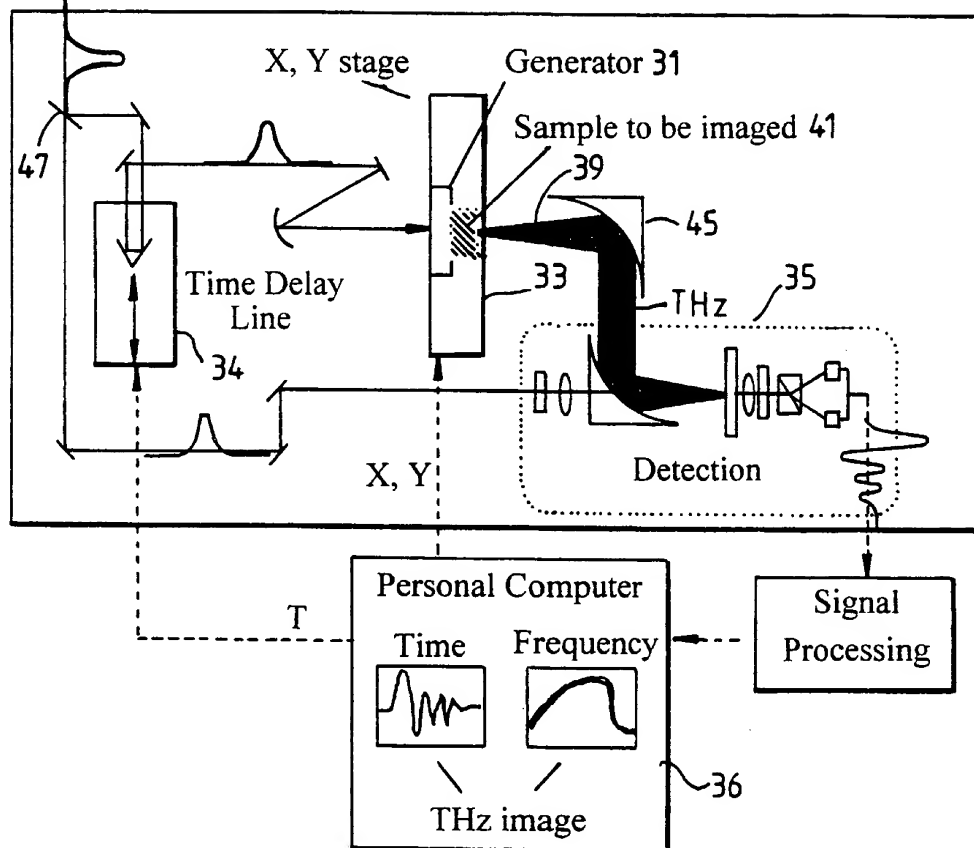 X, Y stage
Generator 31
Sample to be imaged 41
47
39
45
Time Delay
Line
33
THz
35
34
X, Y
Detection
T
Personal Computer
Time
Frequency
THz image
36
Signal
Processing